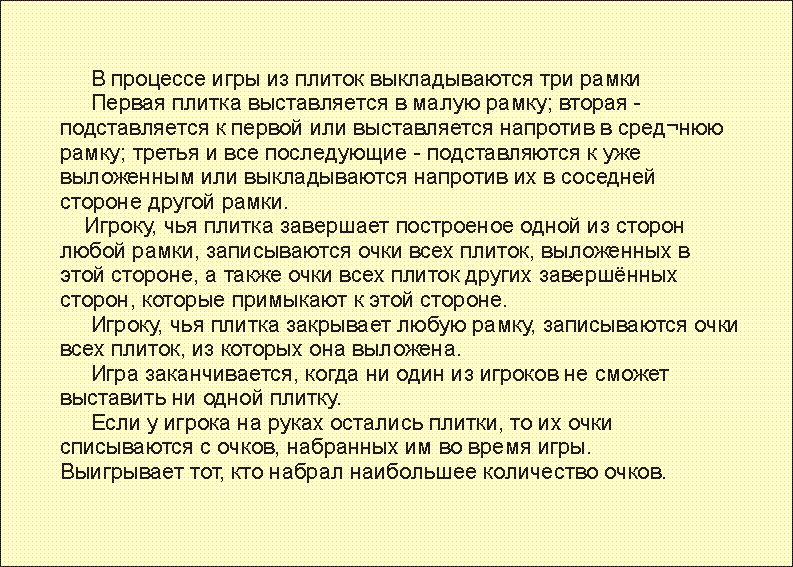 В процессе игры из плиток выкладываются три рамки
Первая плитка выставляется в малую рамку; вторая -
подставляется к первой или выставляется напротив в сред¬нюю
рамку; третья и все последующие - подставляются к уже
выложенным или выкладываются напротив их в соседней
стороне другой рамки.
Игроку, чья плитка завершает построеное одной из сторон
любой рамки, записываются очки всех плиток, выложенных в
этой стороне, а также очки всех плиток других завершённых
сторон, которые примыкают к этой стороне.
Игроку, чья плитка закрывает любую рамку, записываются очки
всех плиток, из которых она выложена.
Игра заканчивается, когда ни один из игроков не сможет
выставить ни одной плитку.
Если у игрока на руках остались плитки, то их очки
списываются с очков, набранных им во время игры.
Выигрывает тот, кто набрал наибольшее количество очков.